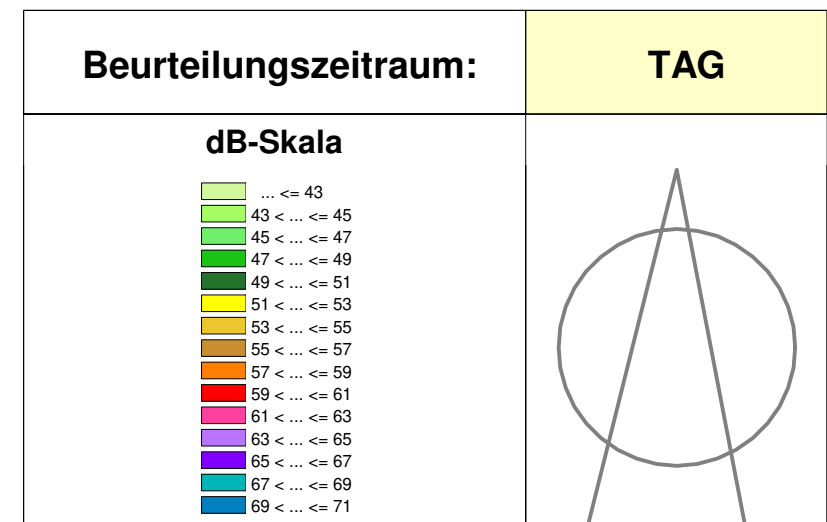 Beurteilungszeitraum: TAG
dB-Skala
... <= 43
43 < ... <= 45
45 < ... <= 47
47 < ... <= 49
49 < ... <= 51
51 < ... <= 53
53 < ... <= 55
55 < ... <= 57
57 < ... <= 59
59 < ... <= 61
61 < ... <= 63
63 < ... <= 65
65 < ... <= 67
67 < ... <= 69
69 < ... <= 71